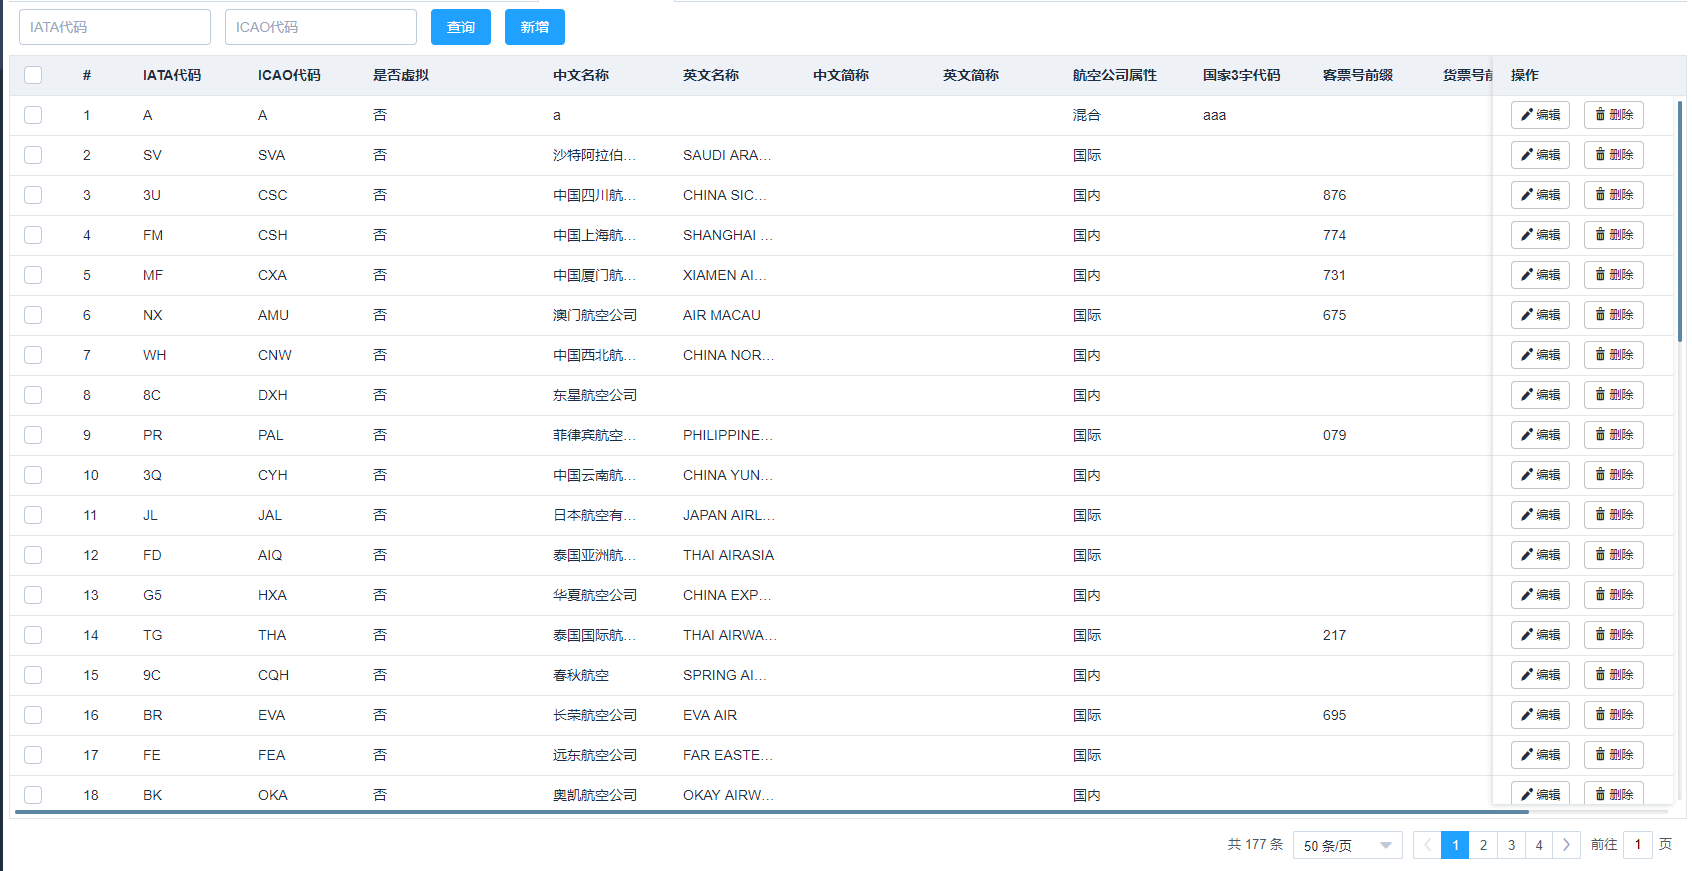 IATA代码 ICAO代码 查询 新增
# IATA代码 ICAO代码 是否虚拟 中文名称 英文名称 中文简称 英文简称 航空公司属性 国家3字代码 客票号前缀 货票号前 操作
1 A A 否 a 混合 aaa 编辑 删除
2 SV SVA 否 沙特阿拉伯... SAUDI ARA... 国际 编辑 删除
3 3U CSC 否 中国四川航... CHINA SIC... 国内 876 编辑 删除
4 FM CSH 否 中国上海航... SHANGHAI ... 国内 774 编辑 删除
5 MF CXA 否 中国厦门航... XIAMEN AI... 国内 731 编辑 删除
6 NX AMU 否 澳门航空公司 AIR MACAU 国际 675 编辑 删除
7 WH CNW 否 中国西北航... CHINA NOR... 国内 编辑 删除
8 8C DXH 否 东星航空公司 国内 编辑 删除
9 PR PAL 否 菲律宾航空... PHILIPPINE... 国际 079 编辑 删除
10 3Q CYH 否 中国云南航... CHINA YUN... 国内 编辑 删除
11 JL JAL 否 日本航空有... JAPAN AIRL... 国际 编辑 删除
12 FD AIQ 否 泰国亚洲航... THAI AIRASIA 国际 编辑 删除
13 G5 HXA 否 华夏航空公司 CHINA EXP... 国内 编辑 删除
14 TG THA 否 泰国国际航... THAI AIRWA... 国际 217 编辑 删除
15 9C CQH 否 春秋航空 SPRING AI... 国内 编辑 删除
16 BR EVA 否 长荣航空公司 EVA AIR 国际 695 编辑 删除
17 FE FEA 否 远东航空公司 FAR EASTE... 国际 编辑 删除
18 BK OKA 否 奥凯航空公司 OKAY AIRW... 国内 编辑 删除
共 177 条 50 条/页 1 2 3 4 前往 1 页